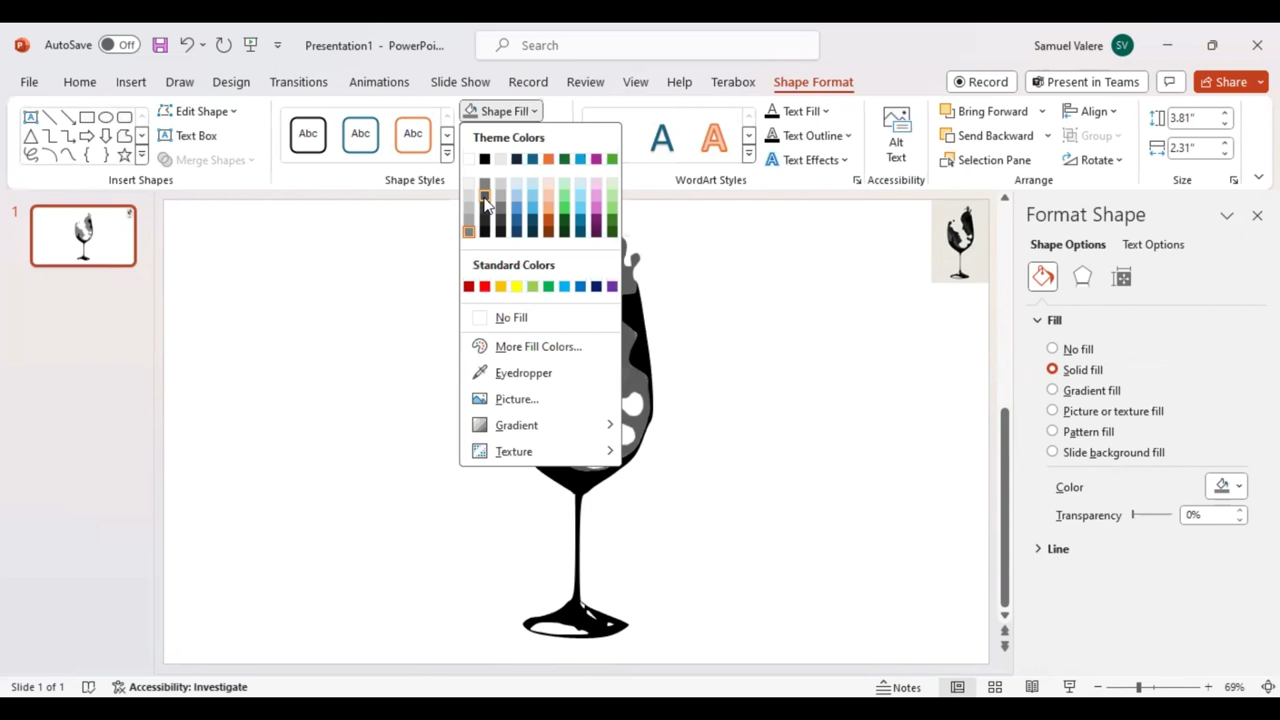 AutoSave Off Presentation1 - PowerPoi... Search Samuel Valere SV
File Home Insert Draw Design Transitions Animations Slide Show Record Review View Help Terabox Shape Format Record Present in Teams Share
Edit Shape
Text Box
Merge Shapes
Insert Shapes
Abc Abc Abc
Shape Styles
Shape Fill
A A
Text Fill
Text Outline
Text Effects
WordArt Styles
Alt
Text
Accessibility
Bring Forward
Send Backward
Selection Pane
Align
Group
Rotate
Arrange
3.81"
2.31"
Size
Theme Colors
Standard Colors
No Fill
More Fill Colors...
Eyedropper
Picture...
Gradient
Texture
1
Format Shape
Shape Options Text Options
Fill
No fill
Solid fill
Gradient fill
Picture or texture fill
Pattern fill
Slide background fill
Color
Transparency 0%
Line
Slide 1 of 1 Accessibility: Investigate Notes 69%